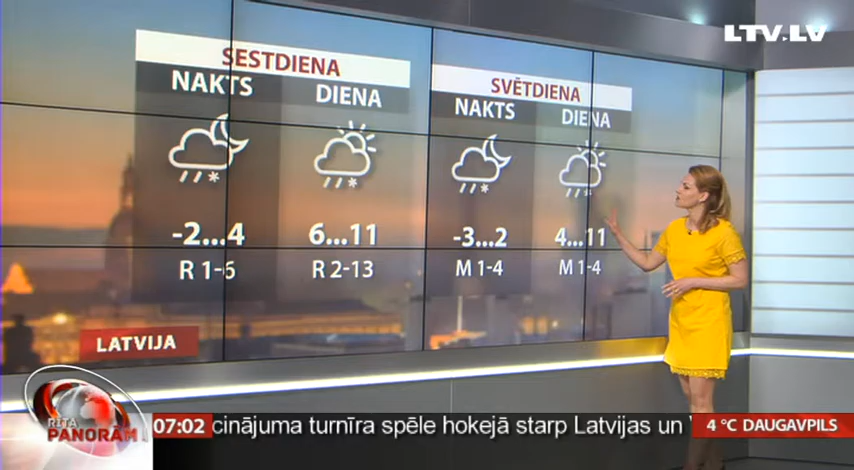 LTV.LV
SESTDIENA
NAKTS DIENA
-2...4 6...11
R 1-6 R 2-13
SVĒTDIENA
NAKTS DIENA
-3...2 4...11
M 1-4 M 1-4
LATVIJA
RĪTA
PANORĀM
07:02 cinājuma turnīra spēle hokejā starp Latvijas un
4 °C DAUGAVPILS